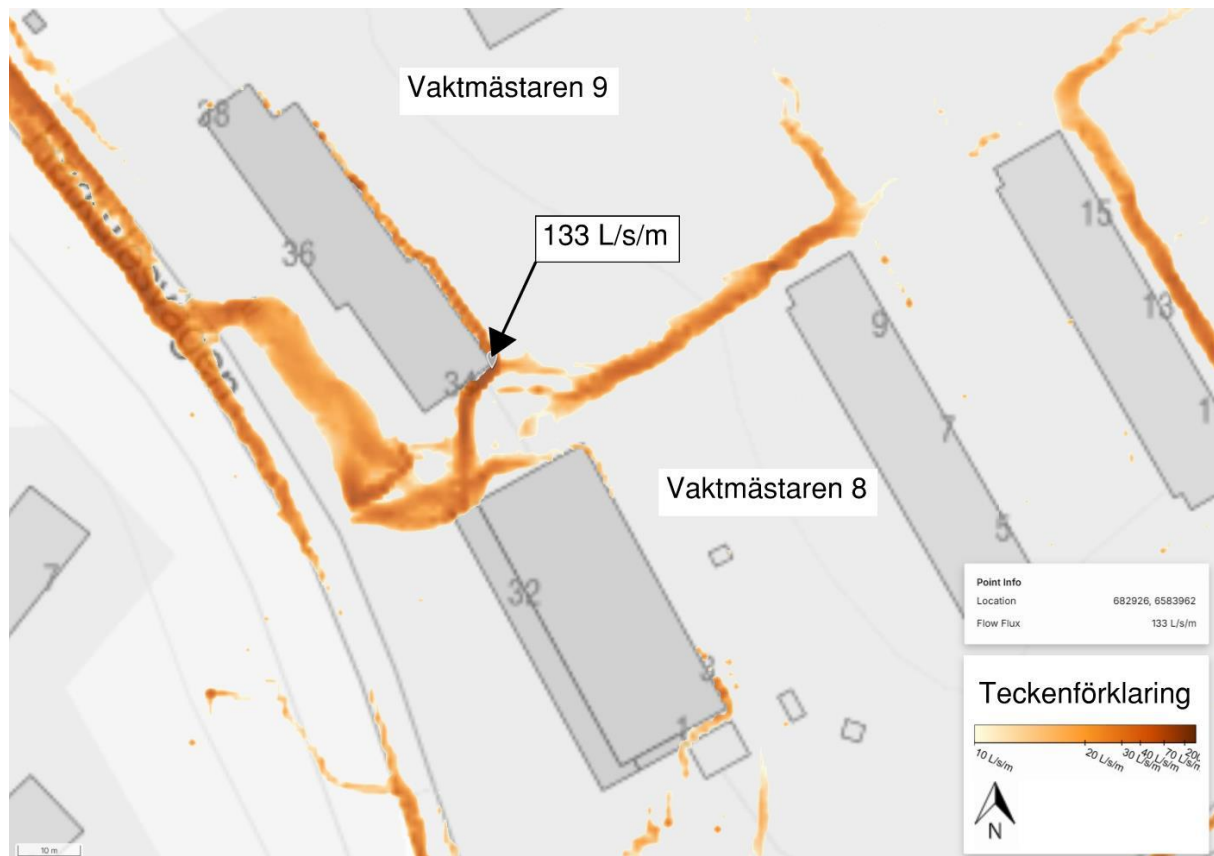 Vaktmästaren 9
38
133 L/s/m
36
15
13
9
34
7
5
Vaktmästaren 8
7
32
3
1
Point Info
Location 682926, 6583962
Flow Flux 133 L/s/m
Teckenförklaring
10 L/s/m 20 L/s/m 30 L/s/m 40 L/s/m 70 L/s/m
N
10 m